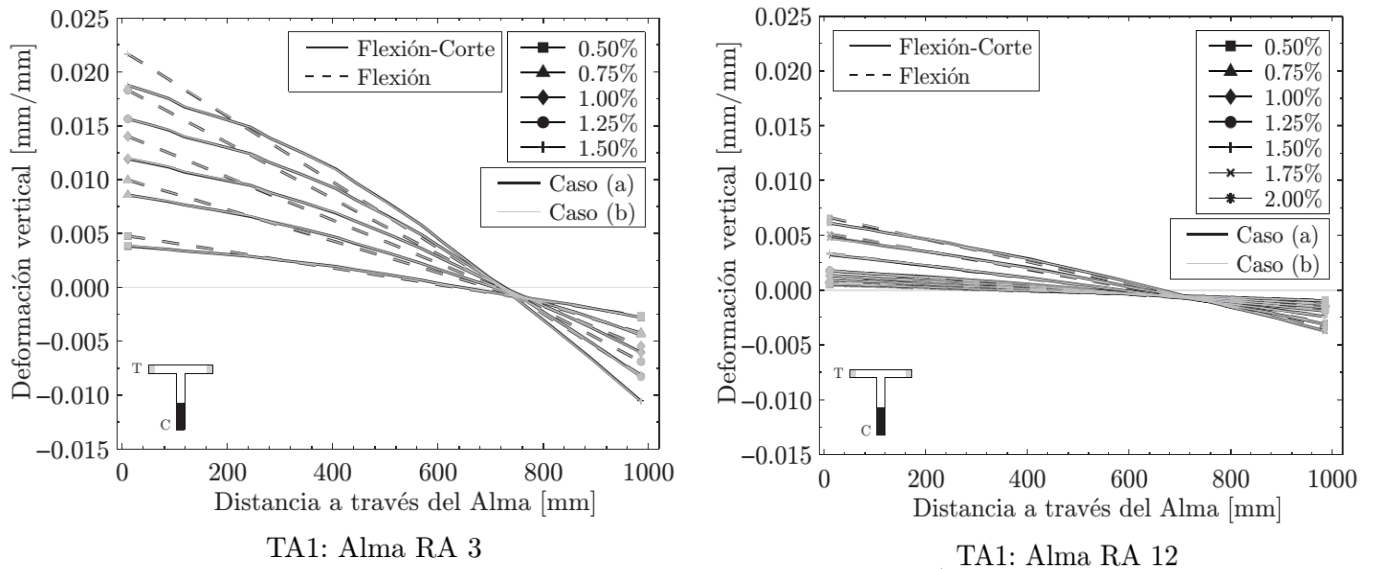 0.025
0.020
0.015
0.010
0.005
0.000
−0.005
−0.010
−0.015
Deformación vertical [mm/mm]
Flexión-Corte
Flexión
0.50%
0.75%
1.00%
1.25%
1.50%
Caso (a)
Caso (b)
T
C
0 200 400 600 800 1000
Distancia a través del Alma [mm]
TA1: Alma RA 3
0.025
0.020
0.015
0.010
0.005
0.000
−0.005
−0.010
−0.015
Deformación vertical [mm/mm]
Flexión-Corte
Flexión
0.50%
0.75%
1.00%
1.25%
1.50%
1.75%
2.00%
Caso (a)
Caso (b)
T
C
0 200 400 600 800 1000
Distancia a través del Alma [mm]
TA1: Alma RA 12